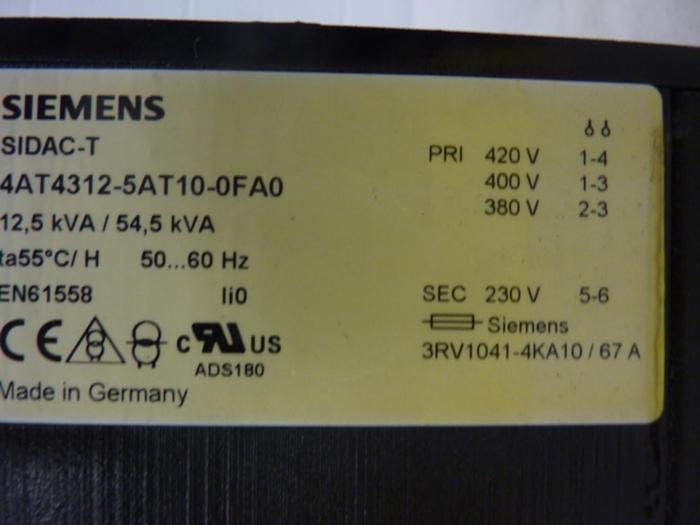 SIEMENS
SIDAC-T
4AT4312-5AT10-0FA0
12,5 kVA / 54,5 kVA
ta55°C/ H 50...60 Hz
EN61558 Ii0
CE c UR US
ADS180
Made in Germany
PRI 420 V 1-4
400 V 1-3
380 V 2-3
SEC 230 V 5-6
Siemens
3RV1041-4KA10 / 67 A